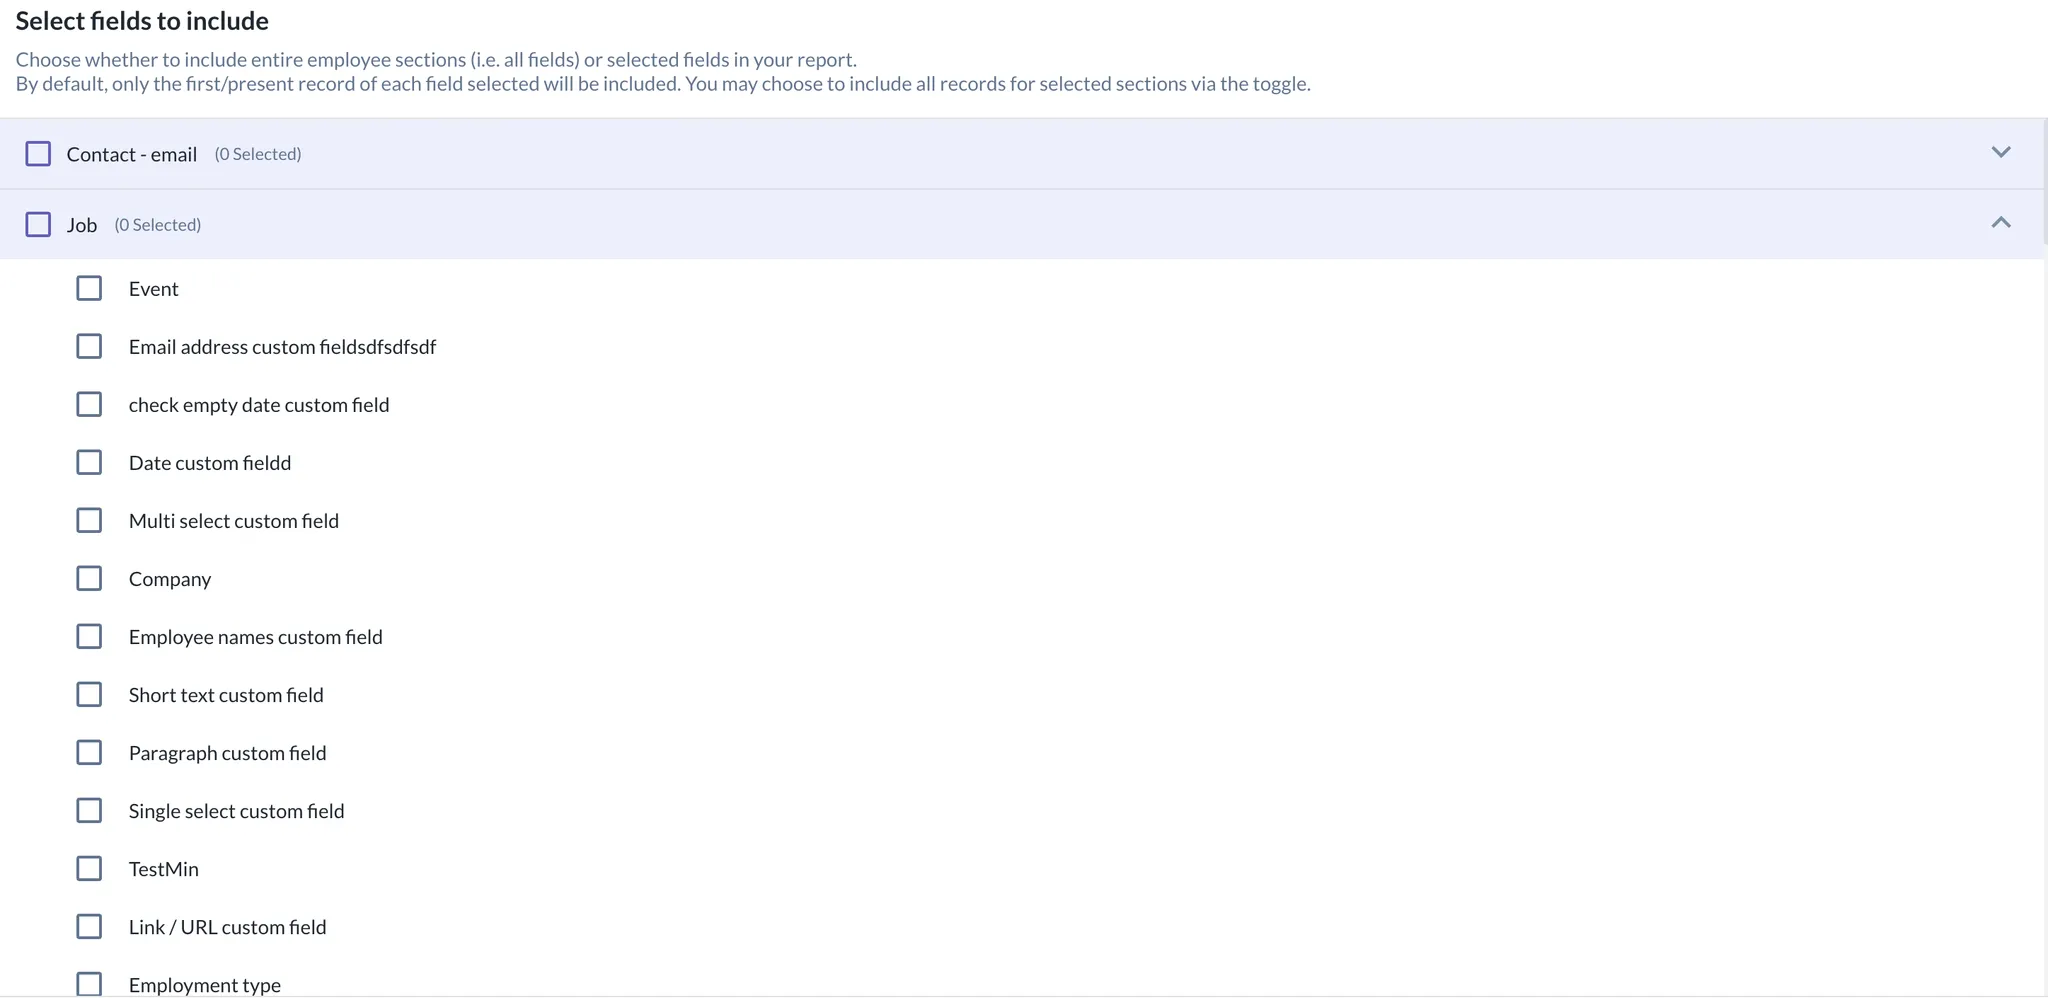 Select fields to include
Choose whether to include entire employee sections (i.e. all fields) or selected fields in your report.
By default, only the first/present record of each field selected will be included. You may choose to include all records for selected sections via the toggle.
Contact - email (0 Selected)
Job (0 Selected)
Event
Email address custom fieldsdfsdfsdf
check empty date custom field
Date custom fieldd
Multi select custom field
Company
Employee names custom field
Short text custom field
Paragraph custom field
Single select custom field
TestMin
Link / URL custom field
Employment type